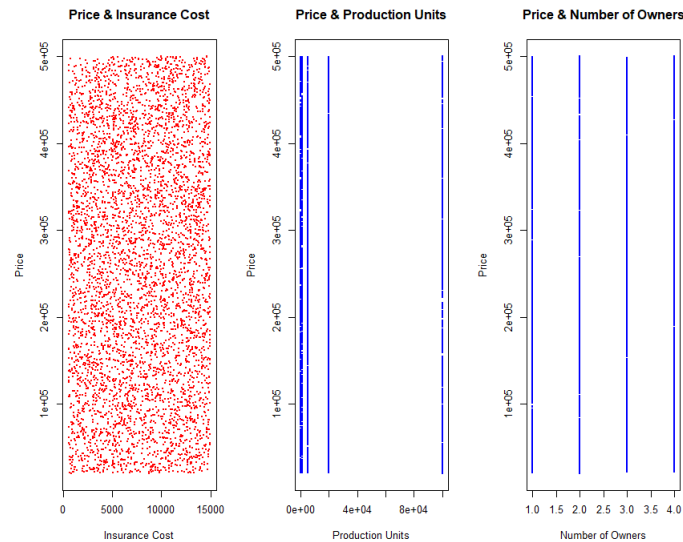 Price & Insurance Cost
Price
5e+05
4e+05
3e+05
2e+05
1e+05
0 5000 10000 15000
Insurance Cost
Price & Production Units
Price
5e+05
4e+05
3e+05
2e+05
1e+05
0e+00 4e+04 8e+04
Production Units
Price & Number of Owners
Price
5e+05
4e+05
3e+05
2e+05
1e+05
1.0 1.5 2.0 2.5 3.0 3.5 4.0
Number of Owners